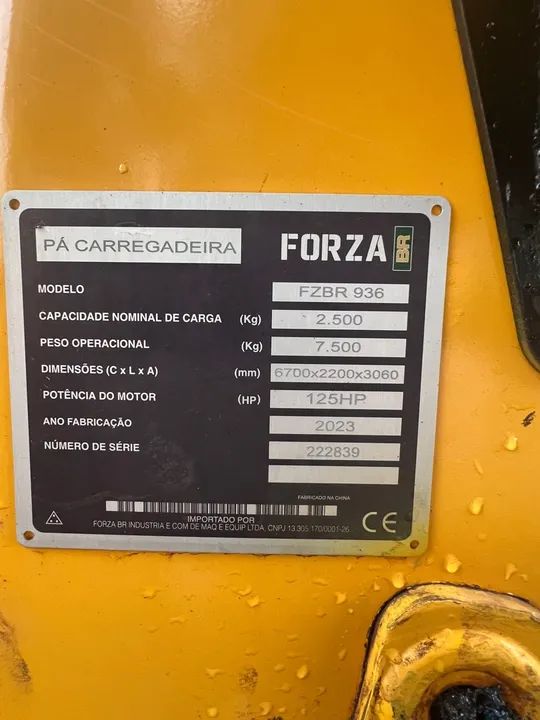 PÁ CARREGADEIRA
FORZA BR
MODELO FZBR 936
CAPACIDADE NOMINAL DE CARGA (Kg) 2.500
PESO OPERACIONAL (Kg) 7.500
DIMENSÕES (C x L x A) (mm) 6700x2200x3060
POTÊNCIA DO MOTOR (HP) 125HP
ANO FABRICAÇÃO 2023
NÚMERO DE SÉRIE 222839
FABRICADO NA CHINA
IMPORTADO POR
FORZA BR INDUSTRIA E COM DE MAQ E EQUIP LTDA, CNPJ 13.305.170/0001-26
CE